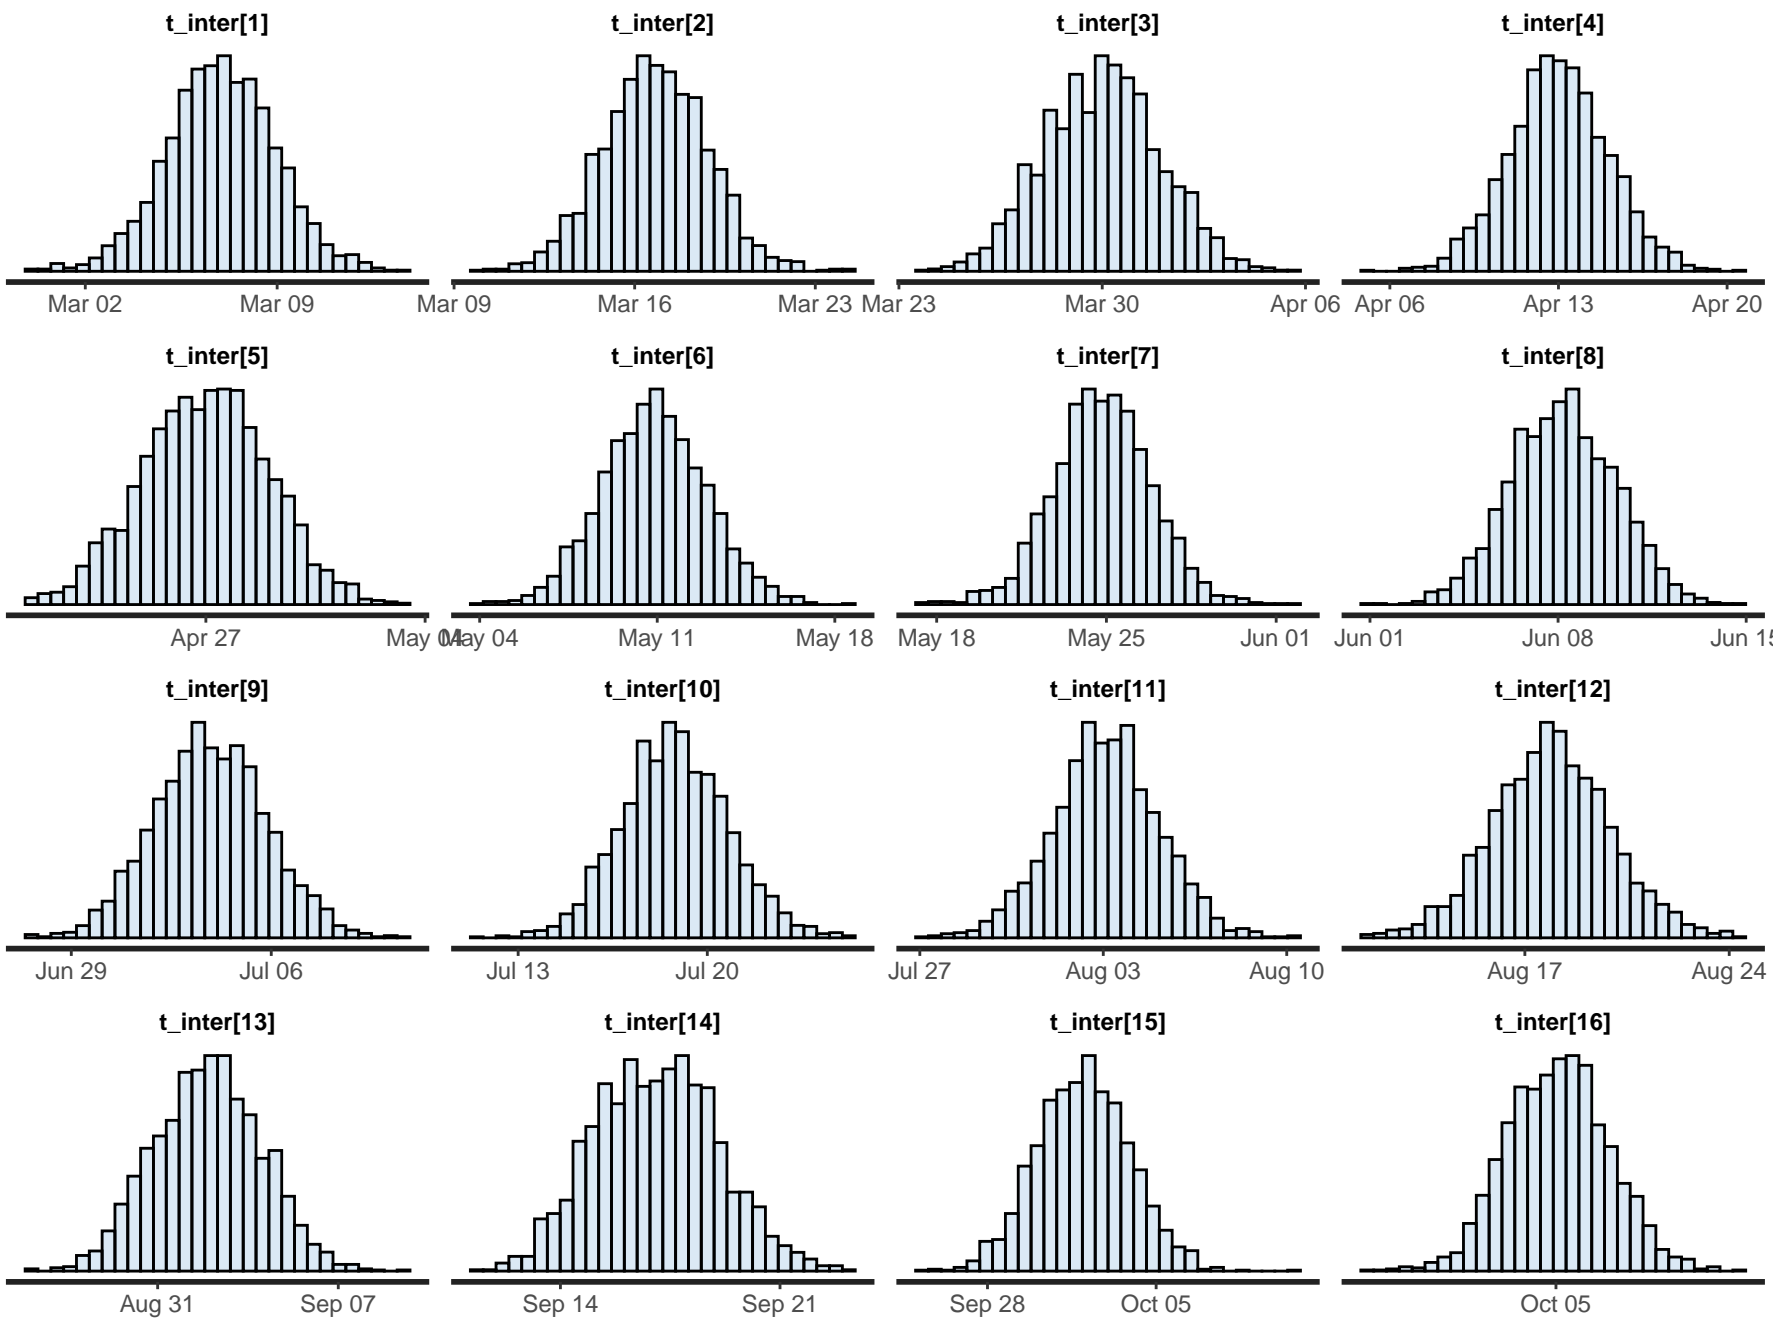 t_inter[1] t_inter[2] t_inter[3] t_inter[4]
Mar 02 Mar 09 Mar 09 Mar 16 Mar 23 Mar 23 Mar 30 Apr 06 Apr 06 Apr 13 Apr 20
t_inter[5] t_inter[6] t_inter[7] t_inter[8]
Apr 27 May 04 May 04 May 11 May 18 May 18 May 25 Jun 01 Jun 01 Jun 08 Jun 15
t_inter[9] t_inter[10] t_inter[11] t_inter[12]
Jun 29 Jul 06 Jul 13 Jul 20 Jul 27 Aug 03 Aug 10 Aug 17 Aug 24
t_inter[13] t_inter[14] t_inter[15] t_inter[16]
Aug 31 Sep 07 Sep 14 Sep 21 Sep 28 Oct 05 Oct 05